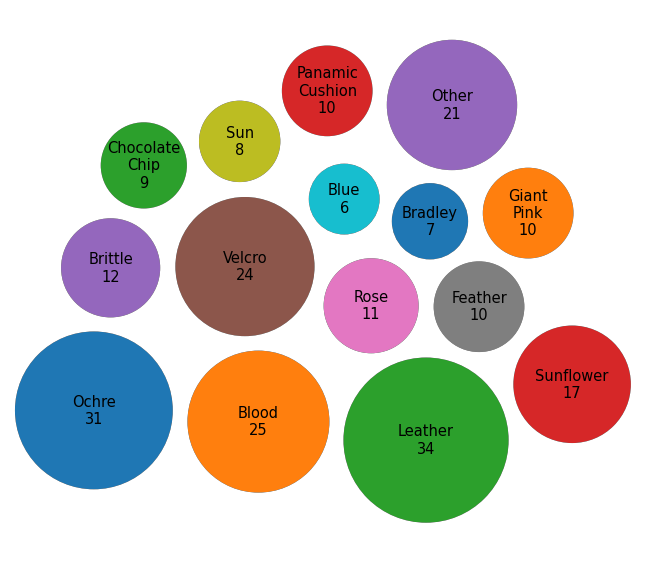 Panamic
Cushion
10
Other
21
Sun
8
Chocolate
Chip
9
Blue
6
Bradley
7
Giant
Pink
10
Brittle
12
Velcro
24
Rose
11
Feather
10
Sunflower
17
Ochre
31
Blood
25
Leather
34